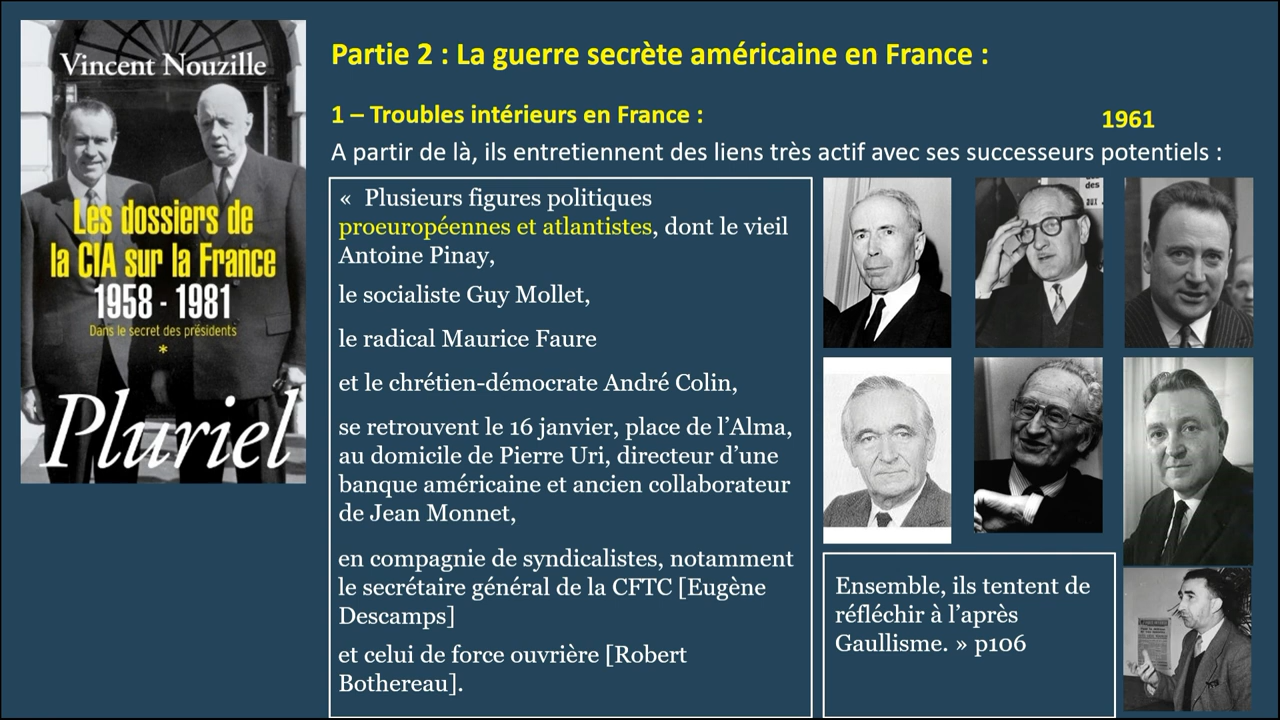 Vincent Nouzille
Les dossiers de
la CIA sur la France
1958 - 1981
Dans le secret des présidents
*
Pluriel
Partie 2 : La guerre secrète américaine en France :
1 – Troubles intérieurs en France :
1961
A partir de là, ils entretiennent des liens très actif avec ses successeurs potentiels :
« Plusieurs figures politiques
proeuropéennes et atlantistes, dont le vieil
Antoine Pinay,
le socialiste Guy Mollet,
le radical Maurice Faure
et le chrétien-démocrate André Colin,
se retrouvent le 16 janvier, place de l’Alma,
au domicile de Pierre Uri, directeur d’une
banque américaine et ancien collaborateur
de Jean Monnet,
en compagnie de syndicalistes, notamment
le secrétaire général de la CFTC [Eugène
Descamps]
et celui de force ouvrière [Robert
Bothereau].
Ensemble, ils tentent de
réfléchir à l’après
Gaullisme. » p106